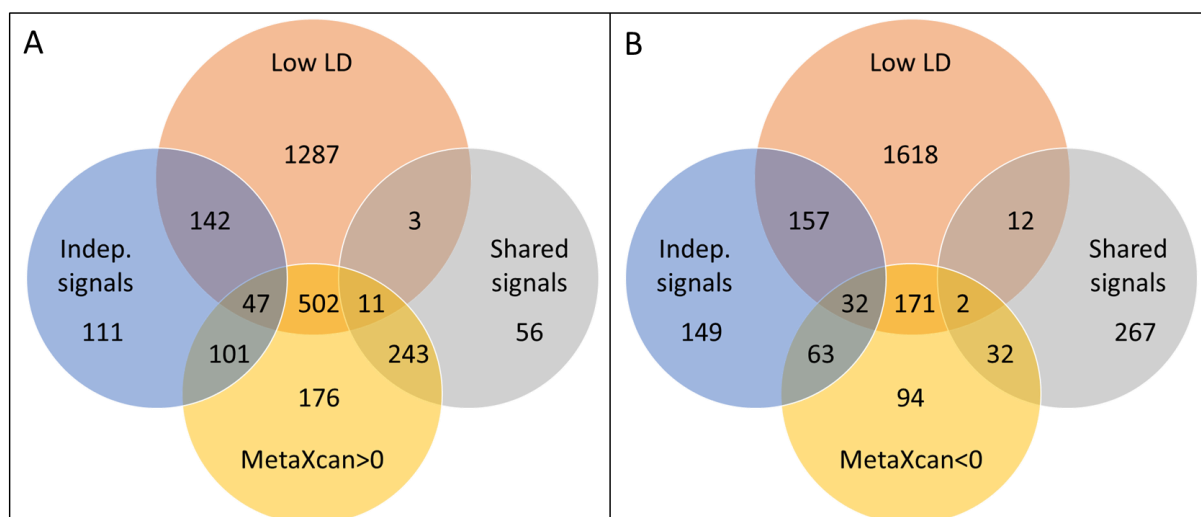 A
Low LD
1287
142
3
Indep.
signals
Shared
signals
47
502
11
111
56
101
243
176
MetaXcan>0
B
Low LD
1618
157
12
Indep.
signals
Shared
signals
32
171
2
149
267
63
32
94
MetaXcan<0